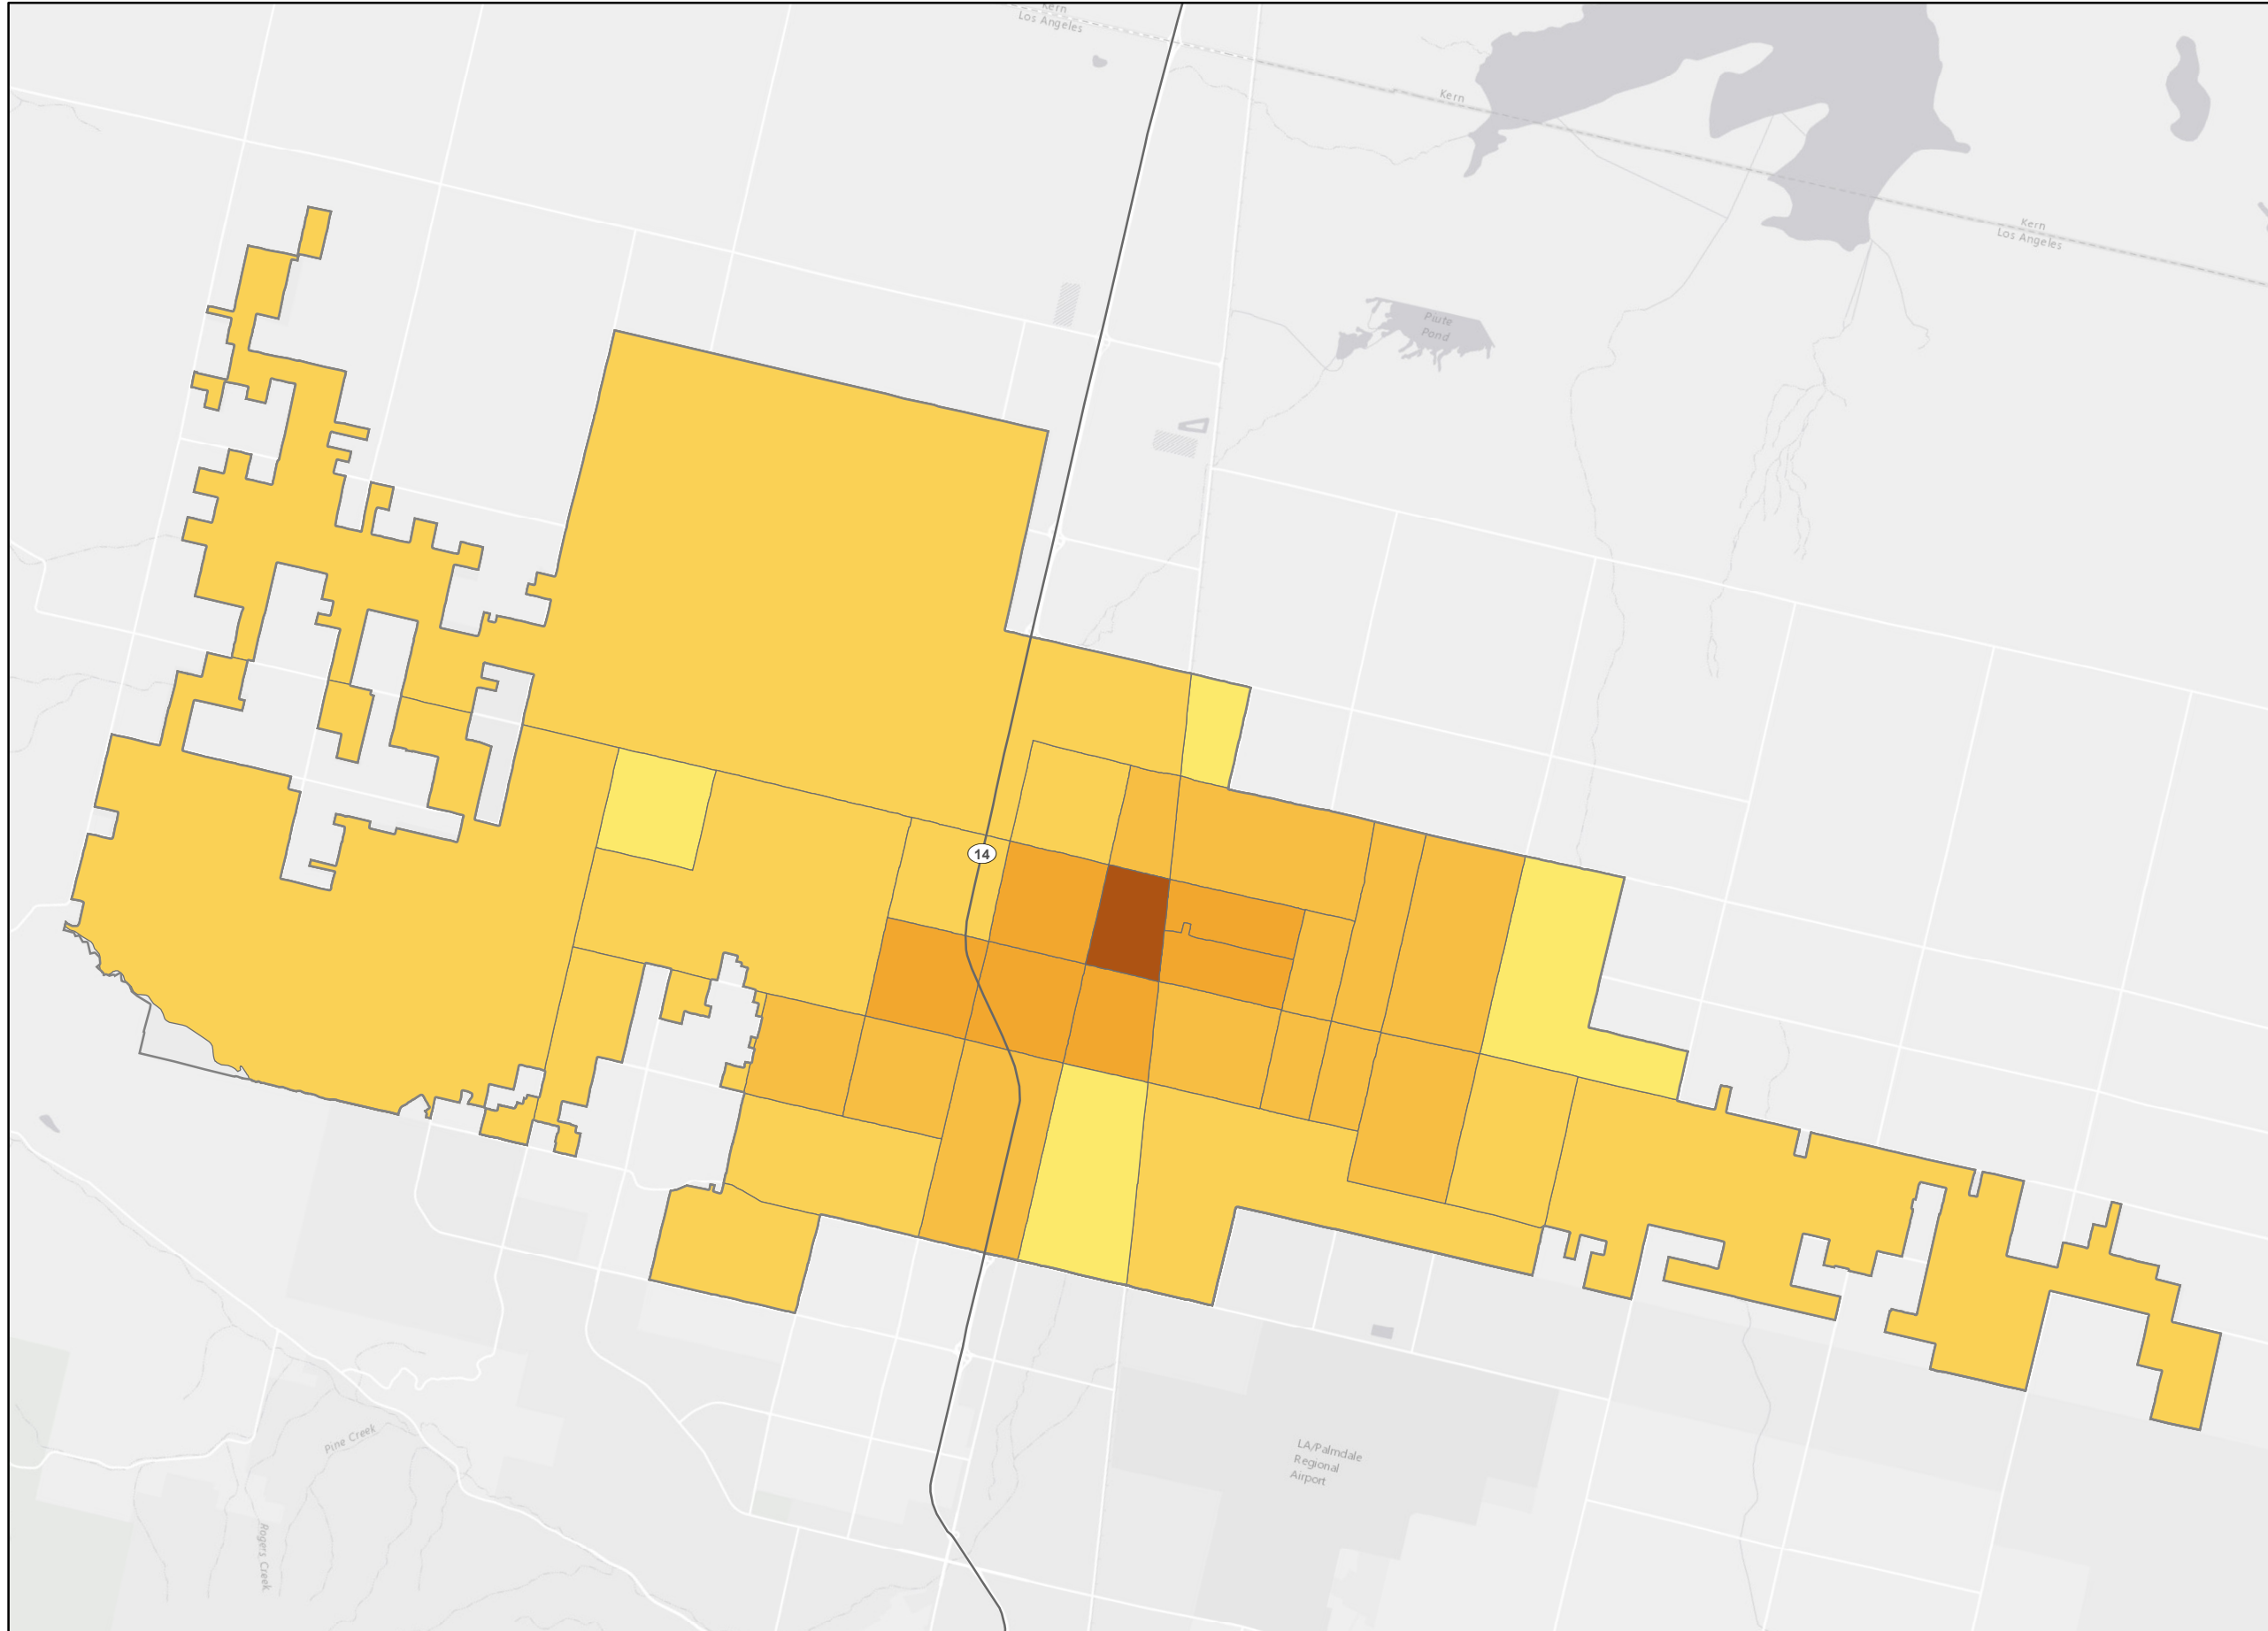 Kern
Los Angeles
Kern
Kern
Los Angeles
Piute
Pond
14
LA/Palmdale
Regional
Airport
Pine Creek
Rogers Creek